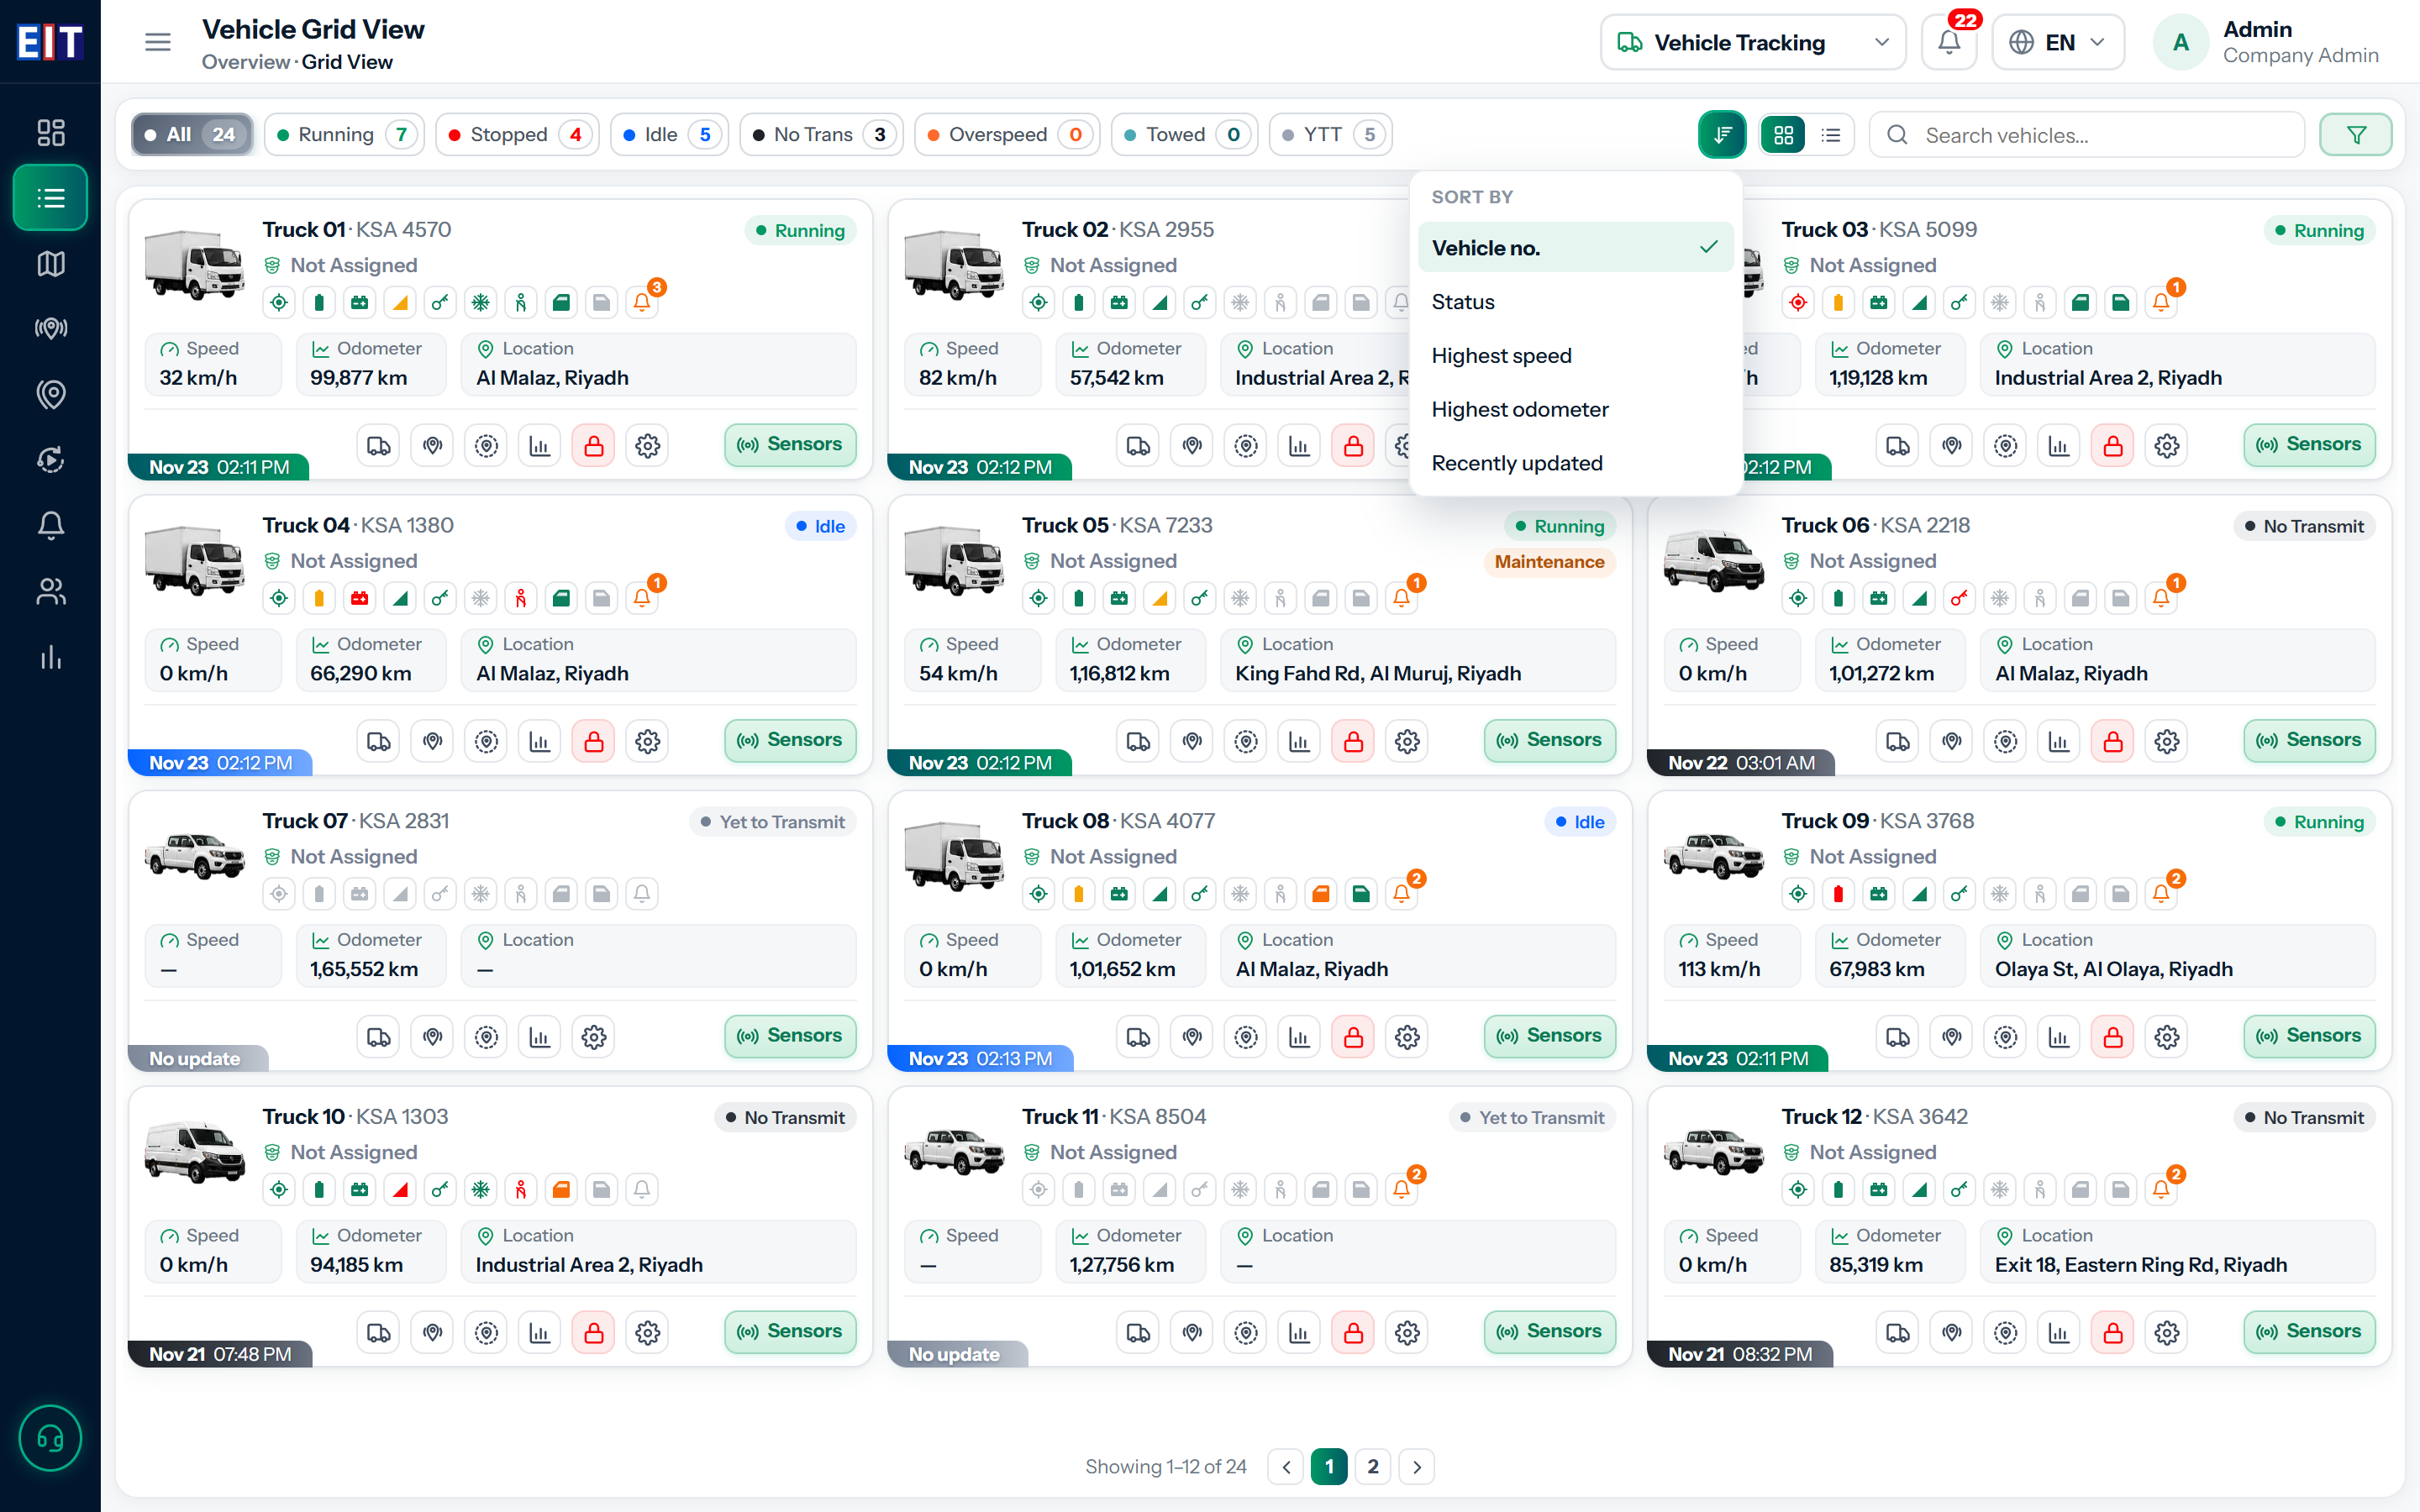 EIT
Vehicle Grid View
Overview · Grid View
Vehicle Tracking
22
EN
A
Admin
Company Admin
All 24
Running 7
Stopped 4
Idle 5
No Trans 3
Overspeed 0
Towed 0
YTT 5
Search vehicles...
SORT BY
Vehicle no.
Status
Highest speed
Highest odometer
Recently updated
Truck 01 · KSA 4570
Running
Not Assigned
3
Speed
32 km/h
Odometer
99,877 km
Location
Al Malaz, Riyadh
Nov 23 02:11 PM
Sensors
Truck 02 · KSA 2955
Not Assigned
Speed
82 km/h
Odometer
57,542 km
Location
Industrial Area 2, R
Nov 23 02:12 PM
Truck 03 · KSA 5099
Running
Not Assigned
1
Odometer
1,19,128 km
Location
Industrial Area 2, Riyadh
02:12 PM
Sensors
Truck 04 · KSA 1380
Idle
Not Assigned
1
Speed
0 km/h
Odometer
66,290 km
Location
Al Malaz, Riyadh
Nov 23 02:12 PM
Sensors
Truck 05 · KSA 7233
Running
Not Assigned
Maintenance
1
Speed
54 km/h
Odometer
1,16,812 km
Location
King Fahd Rd, Al Muruj, Riyadh
Nov 23 02:12 PM
Sensors
Truck 06 · KSA 2218
No Transmit
Not Assigned
1
Speed
0 km/h
Odometer
1,01,272 km
Location
Al Malaz, Riyadh
Nov 22 03:01 AM
Sensors
Truck 07 · KSA 2831
Yet to Transmit
Not Assigned
Speed
—
Odometer
1,65,552 km
Location
—
No update
Sensors
Truck 08 · KSA 4077
Idle
Not Assigned
2
Speed
0 km/h
Odometer
1,01,652 km
Location
Al Malaz, Riyadh
Nov 23 02:13 PM
Sensors
Truck 09 · KSA 3768
Running
Not Assigned
2
Speed
113 km/h
Odometer
67,983 km
Location
Olaya St, Al Olaya, Riyadh
Nov 23 02:11 PM
Sensors
Truck 10 · KSA 1303
No Transmit
Not Assigned
Speed
0 km/h
Odometer
94,185 km
Location
Industrial Area 2, Riyadh
Nov 21 07:48 PM
Sensors
Truck 11 · KSA 8504
Yet to Transmit
Not Assigned
2
Speed
—
Odometer
1,27,756 km
Location
—
No update
Sensors
Truck 12 · KSA 3642
No Transmit
Not Assigned
2
Speed
0 km/h
Odometer
85,319 km
Location
Exit 18, Eastern Ring Rd, Riyadh
Nov 21 08:32 PM
Sensors
Showing 1–12 of 24
1
2